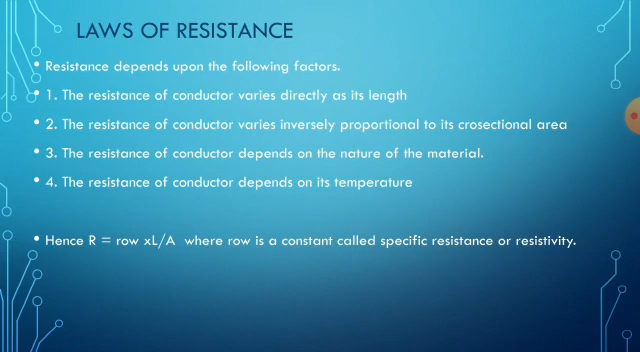 LAWS OF RESISTANCE
• Resistance depends upon the following factors.
• 1. The resistance of conductor varies directly as its length
• 2. The resistance of conductor varies inversely proportional to its crosectional area
• 3. The resistance of conductor depends on the nature of the material.
• 4. The resistance of conductor depends on its temperature
• Hence R = row xL/A where row is a constant called specific resistance or resistivity.